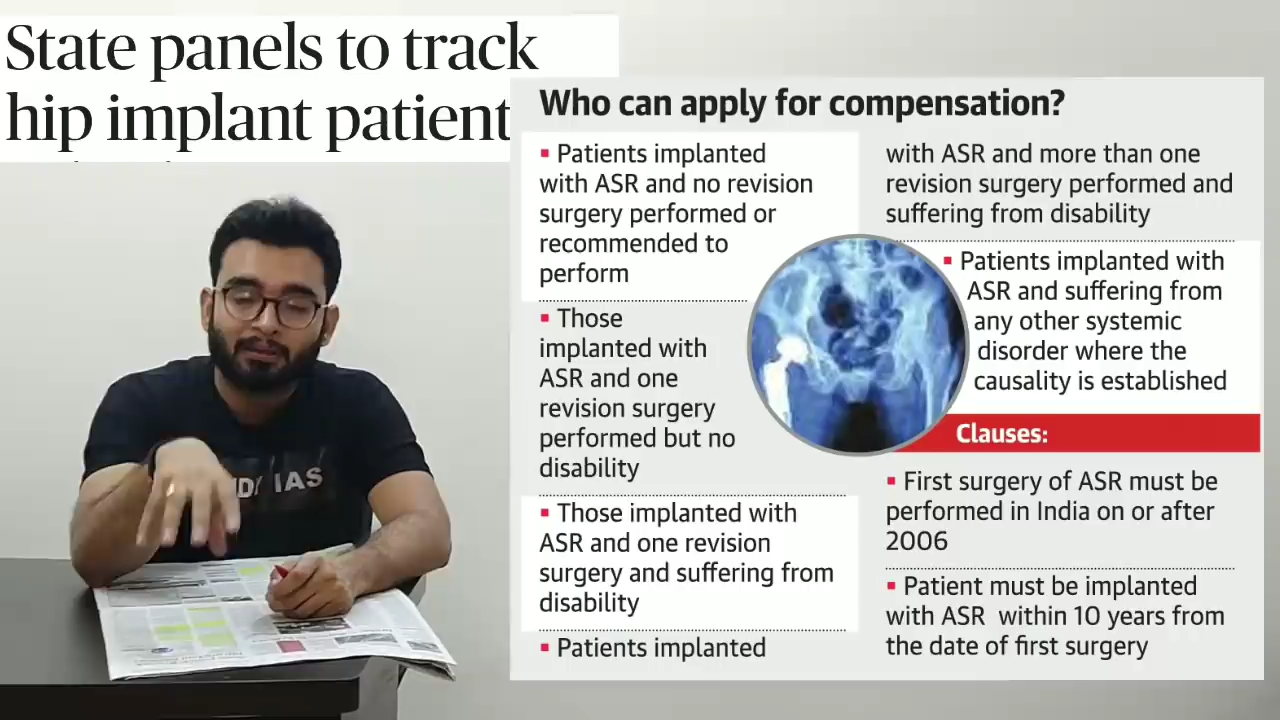 State panels to track
hip implant patient
Who can apply for compensation?
▪ Patients implanted
with ASR and no revision
surgery performed or
recommended to
perform
▪ Those
implanted with
ASR and one
revision surgery
performed but no
disability
▪ Those implanted with
ASR and one revision
surgery and suffering from
disability
▪ Patients implanted
with ASR and more than one
revision surgery performed and
suffering from disability
▪ Patients implanted with
ASR and suffering from
any other systemic
disorder where the
causality is established
Clauses:
▪ First surgery of ASR must be
performed in India on or after
2006
▪ Patient must be implanted
with ASR within 10 years from
the date of first surgery
IAS